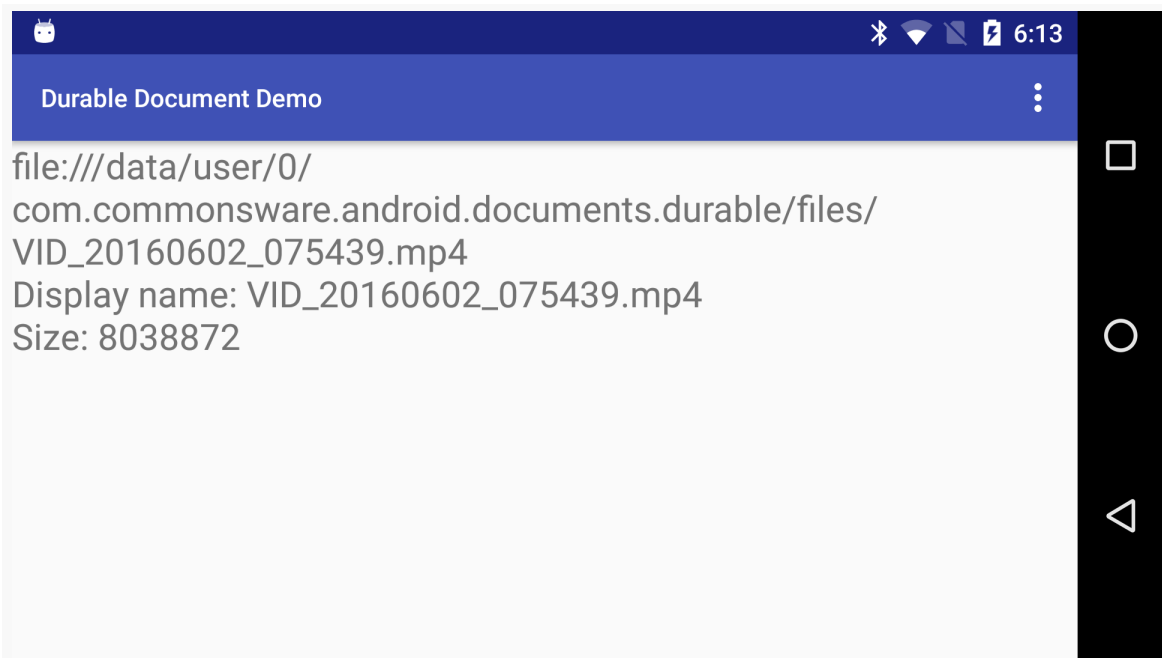 6:13
Durable Document Demo
file:///data/user/0/
com.commonsware.android.documents.durable/files/
VID_20160602_075439.mp4
Display name: VID_20160602_075439.mp4
Size: 8038872